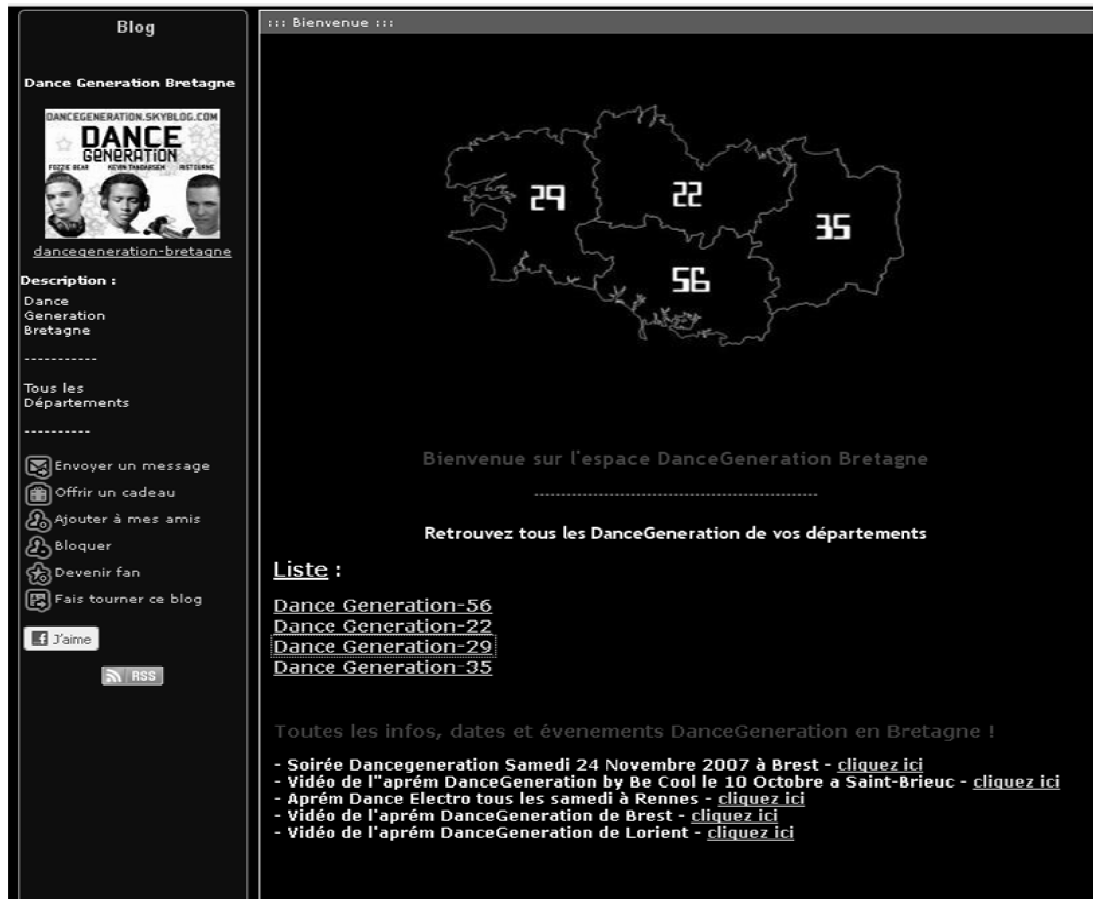 Blog
Dance Generation Bretagne
DANCEGENERATION.SKYBLOG.COM
DANCE
GENERATION
FOZZIE BEAR KEVIN TANDARSEN MISTOURNE
dancegeneration-bretagne
Description :
Dance
Generation
Bretagne
-----------
Tous les
Départements
----------
Envoyer un message
Offrir un cadeau
Ajouter à mes amis
Bloquer
Devenir fan
Fais tourner ce blog
J'aime
RSS
::: Bienvenue :::
29
22
35
56
Bienvenue sur l'espace DanceGeneration Bretagne
-----------------------------------------------------
Retrouvez tous les DanceGeneration de vos départements
Liste :
Dance Generation-56
Dance Generation-22
Dance Generation-29
Dance Generation-35
Toutes les infos, dates et évenements DanceGeneration en Bretagne !
- Soirée Dancegeneration Samedi 24 Novembre 2007 à Brest - cliquez ici
- Vidéo de l"aprém DanceGeneration by Be Cool le 10 Octobre a Saint-Brieuc - cliquez ici
- Aprém Dance Electro tous les samedi à Rennes - cliquez ici
- Vidéo de l'aprém DanceGeneration de Brest - cliquez ici
- Vidéo de l'aprém DanceGeneration de Lorient - cliquez ici